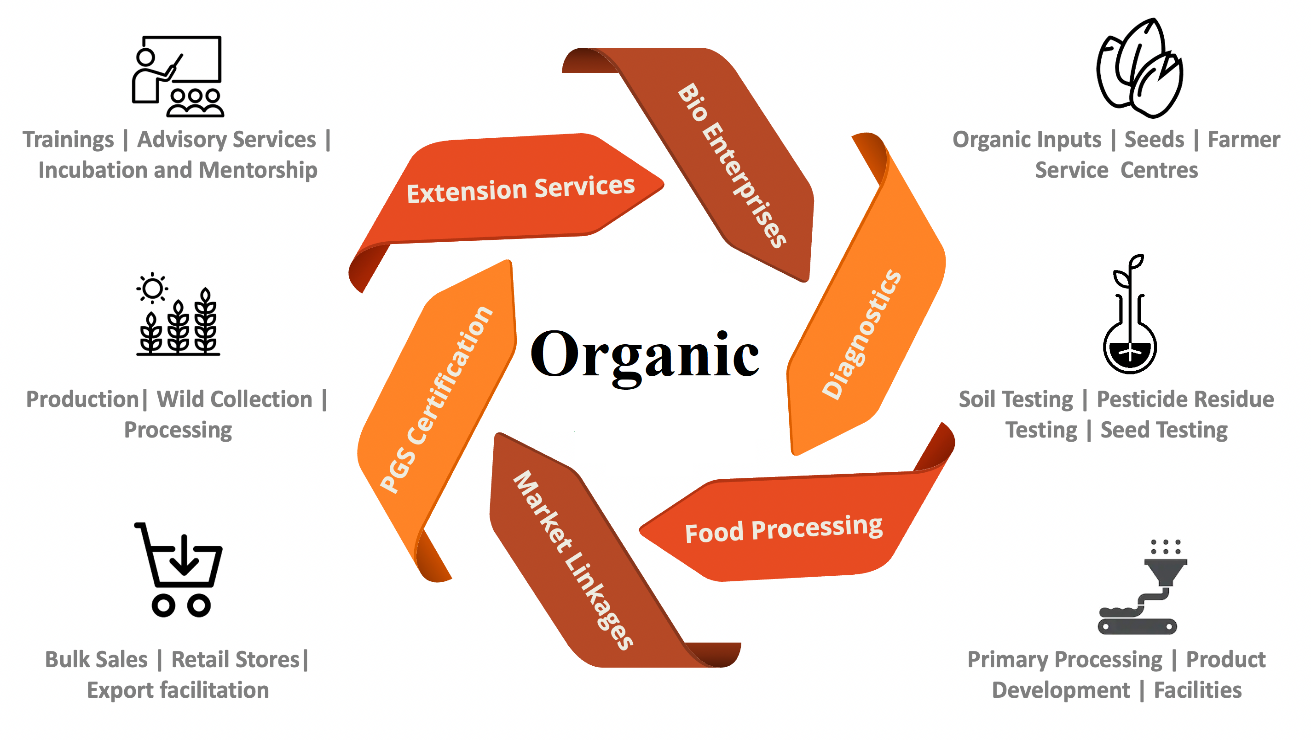 Trainings | Advisory Services |
Incubation and Mentorship
Production| Wild Collection |
Processing
Bulk Sales | Retail Stores|
Export facilitation
Extension Services
Bio Enterprises
Diagnostics
Food Processing
Market Linkages
PGS Certification
Organic
Organic Inputs | Seeds | Farmer
Service Centres
Soil Testing | Pesticide Residue
Testing | Seed Testing
Primary Processing | Product
Development | Facilities